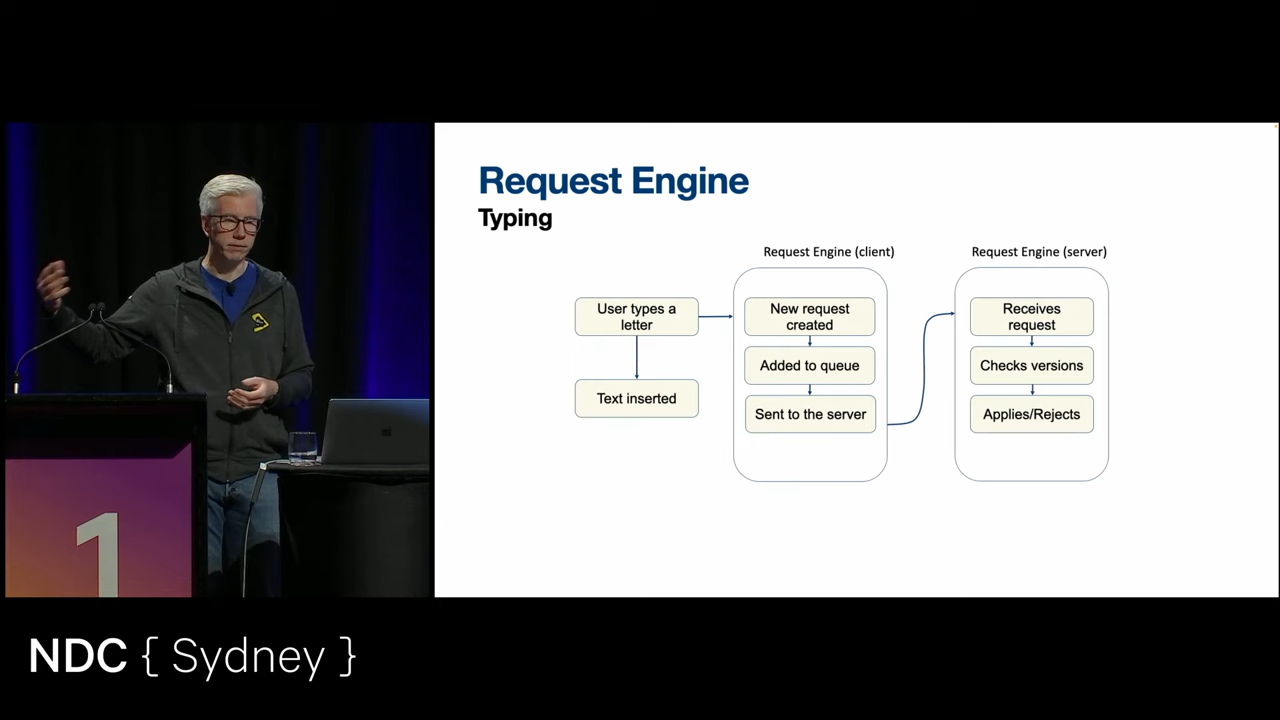 Request Engine
Typing
Request Engine (client)
Request Engine (server)
User types a
letter
Text inserted
New request
created
Added to queue
Sent to the server
Receives
request
Checks versions
Applies/Rejects
1
NDC { Sydney }